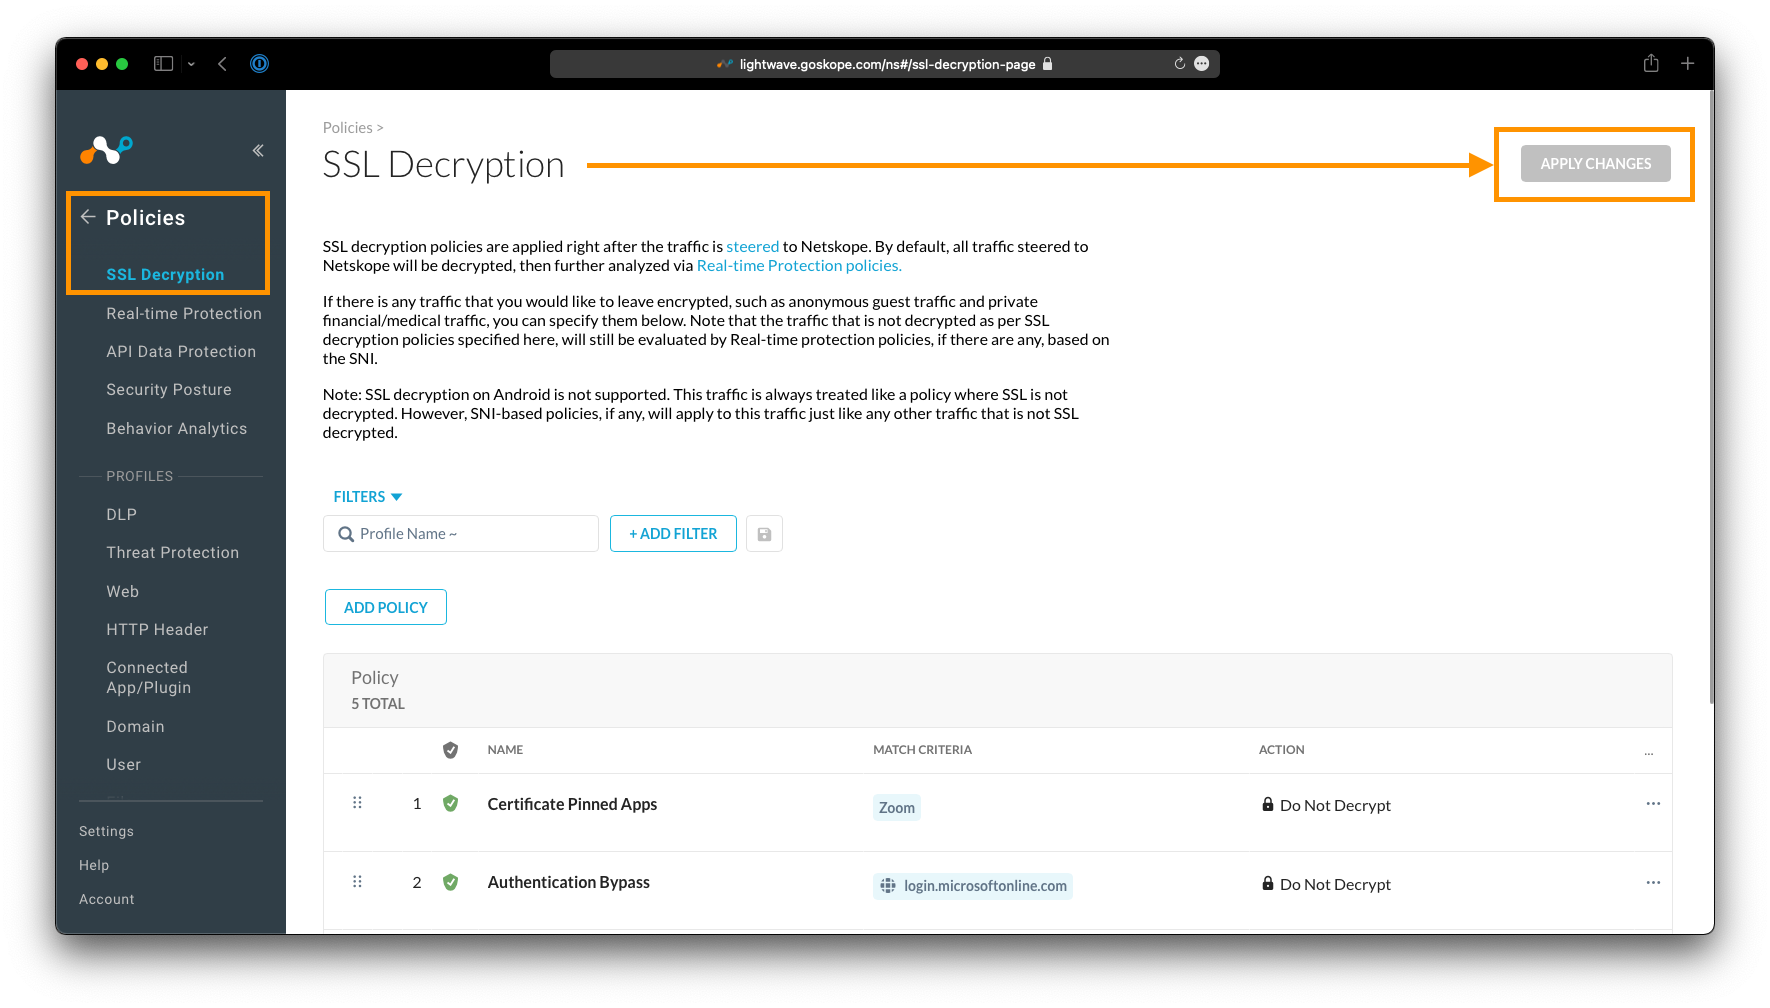 lightwave.goskope.com/ns#/ssl-decryption-page
Policies
SSL Decryption
Real-time Protection
API Data Protection
Security Posture
Behavior Analytics
PROFILES
DLP
Threat Protection
Web
HTTP Header
Connected
App/Plugin
Domain
User
Settings
Help
Account
Policies >
SSL Decryption
APPLY CHANGES
SSL decryption policies are applied right after the traffic is steered to Netskope. By default, all traffic steered to
Netskope will be decrypted, then further analyzed via Real-time Protection policies.
If there is any traffic that you would like to leave encrypted, such as anonymous guest traffic and private
financial/medical traffic, you can specify them below. Note that the traffic that is not decrypted as per SSL
decryption policies specified here, will still be evaluated by Real-time protection policies, if there are any, based on
the SNI.
Note: SSL decryption on Android is not supported. This traffic is always treated like a policy where SSL is not
decrypted. However, SNI-based policies, if any, will apply to this traffic just like any other traffic that is not SSL
decrypted.
FILTERS
Profile Name ~
+ ADD FILTER
ADD POLICY
Policy
5 TOTAL
NAME MATCH CRITERIA ACTION ...
1 Certificate Pinned Apps Zoom Do Not Decrypt ...
2 Authentication Bypass login.microsoftonline.com Do Not Decrypt ...